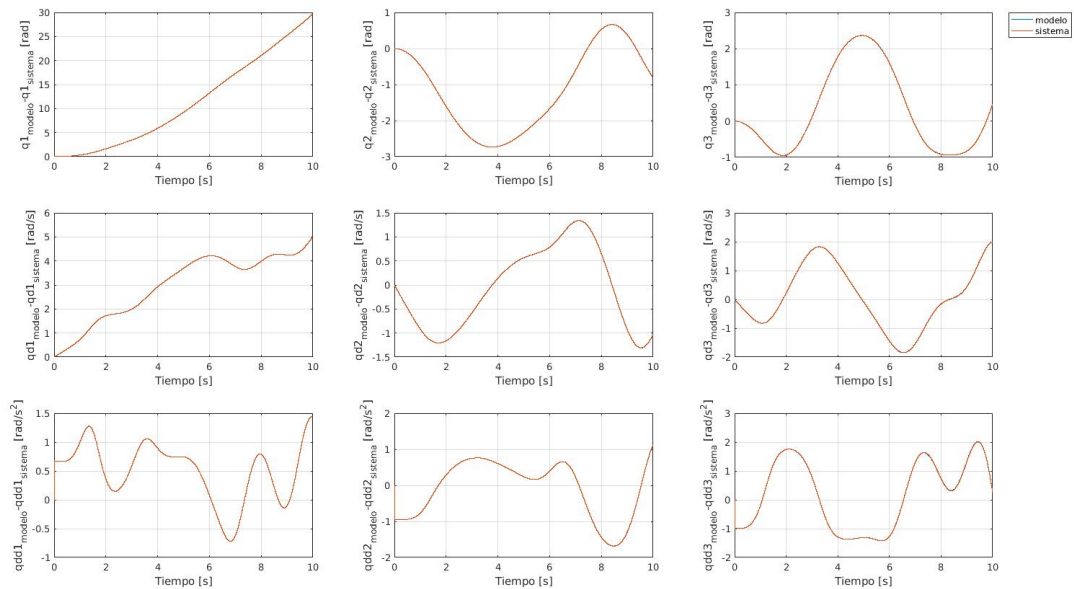 modelo
sistema
q1modelo-q1sistema [rad]
30
25
20
15
10
5
0
0 2 4 6 8 10
Tiempo [s]
q2modelo-q2sistema [rad]
1
0
-1
-2
-3
0 2 4 6 8 10
Tiempo [s]
q3modelo-q3sistema [rad]
3
2
1
0
-1
0 2 4 6 8 10
Tiempo [s]
qd1modelo-qd1sistema [rad/s]
6
5
4
3
2
1
0
0 2 4 6 8 10
Tiempo [s]
qd2modelo-qd2sistema [rad/s]
1.5
1
0.5
0
-0.5
-1
-1.5
0 2 4 6 8 10
Tiempo [s]
qd3modelo-qd3sistema [rad/s]
3
2
1
0
-1
-2
0 2 4 6 8 10
Tiempo [s]
qdd1modelo-qdd1sistema [rad/s²]
1.5
1
0.5
0
-0.5
-1
0 2 4 6 8 10
Tiempo [s]
qdd2modelo-qdd2sistema [rad/s²]
2
1
0
-1
-2
0 2 4 6 8 10
Tiempo [s]
qdd3modelo-qdd3sistema [rad/s²]
3
2
1
0
-1
-2
0 2 4 6 8 10
Tiempo [s]